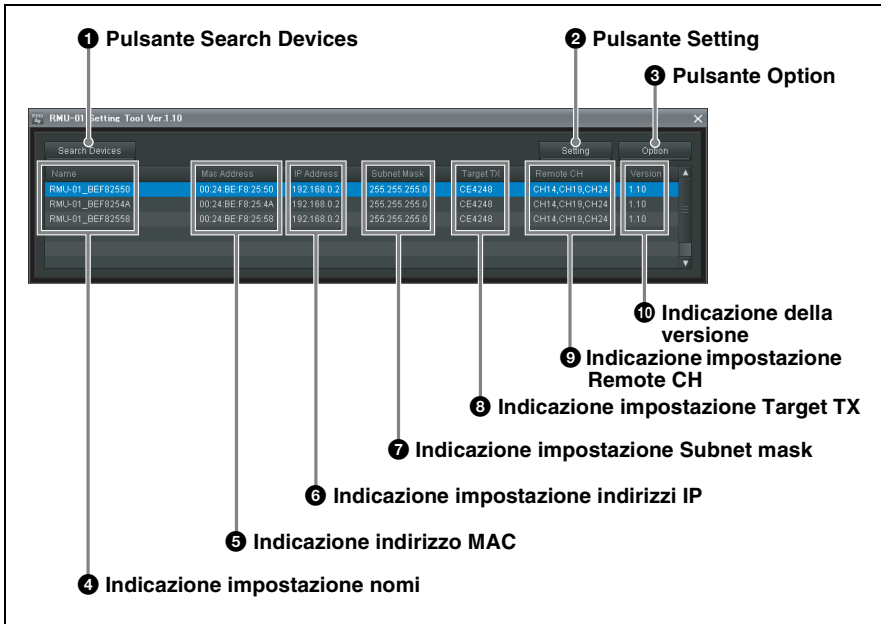 ❶ Pulsante Search Devices
❷ Pulsante Setting
❸ Pulsante Option
RMU-01 Setting Tool Ver.1.10
Search Devices Setting Option
Name Mac Address IP Address Subnet Mask Target TX Remote CH Version
RMU-01_BEF82550 00:24:BE:F8:25:50 192.168.0.2 255.255.255.0 CE4248 CH14,CH19,CH24 1.10
RMU-01_BEF8254A 00:24:BE:F8:25:4A 192.168.0.2 255.255.255.0 CE4248 CH14,CH19,CH24 1.10
RMU-01_BEF82558 00:24:BE:F8:25:58 192.168.0.2 255.255.255.0 CE4248 CH14,CH19,CH24 1.10
❿ Indicazione della
versione
❾ Indicazione impostazione
Remote CH
❽ Indicazione impostazione Target TX
❼ Indicazione impostazione Subnet mask
❻ Indicazione impostazione indirizzi IP
❺ Indicazione indirizzo MAC
❹ Indicazione impostazione nomi